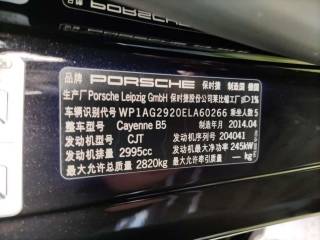 品牌 PORSCHE 保时捷 制造国 德国
生产厂 Porsche Leipzig GmbH 保时捷股份公司莱比锡工厂 1%
车辆识别代号 WP1AG2920ELA60266 乘坐人数 5
整车型号 Cayenne B5 制造年月 2014.04
发动机型号 CJT 发动机号 204041
发动机排量 2995cc 发动机最大净功率 245kW
最大允许总质量 2820kg 最大允许牵引质量 — kg